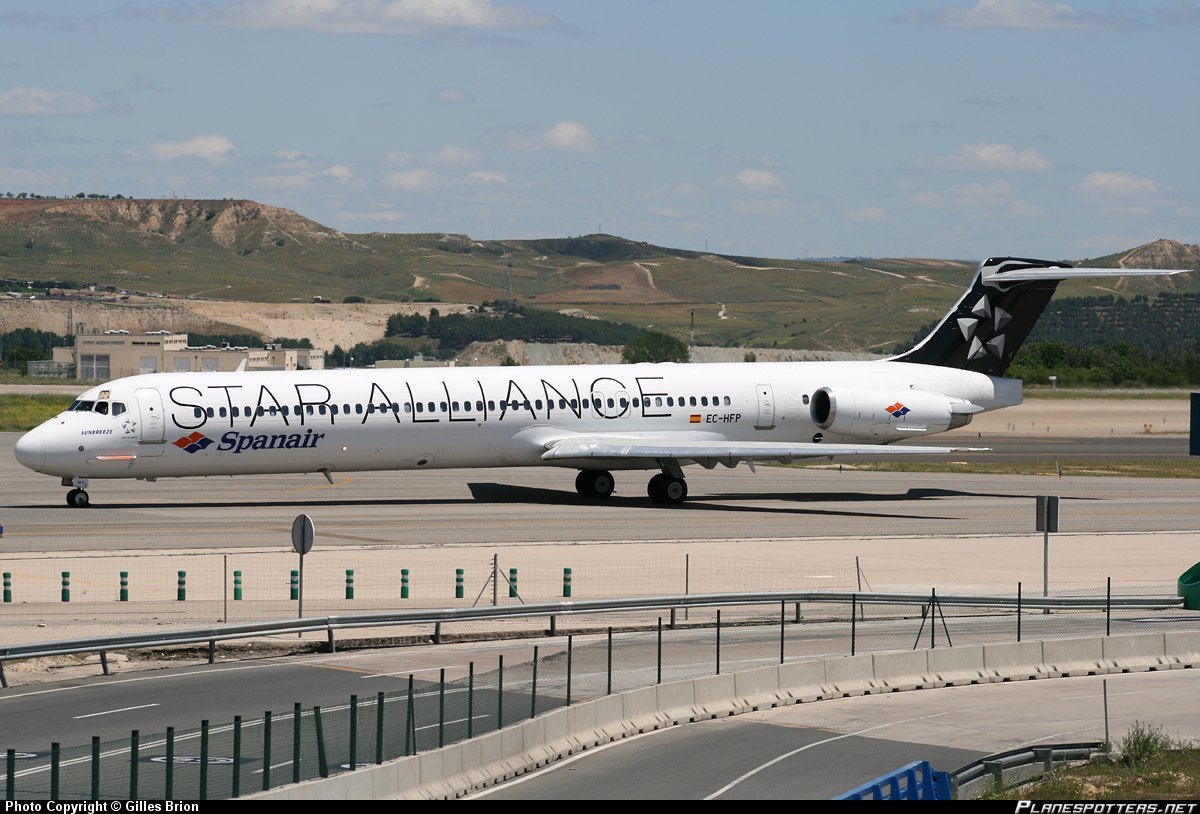 STAR ALLIANCE
SUNBREEZE
Spanair
EC-HFP
Photo Copyright © Gilles Brion
PLANESPOTTERS.NET